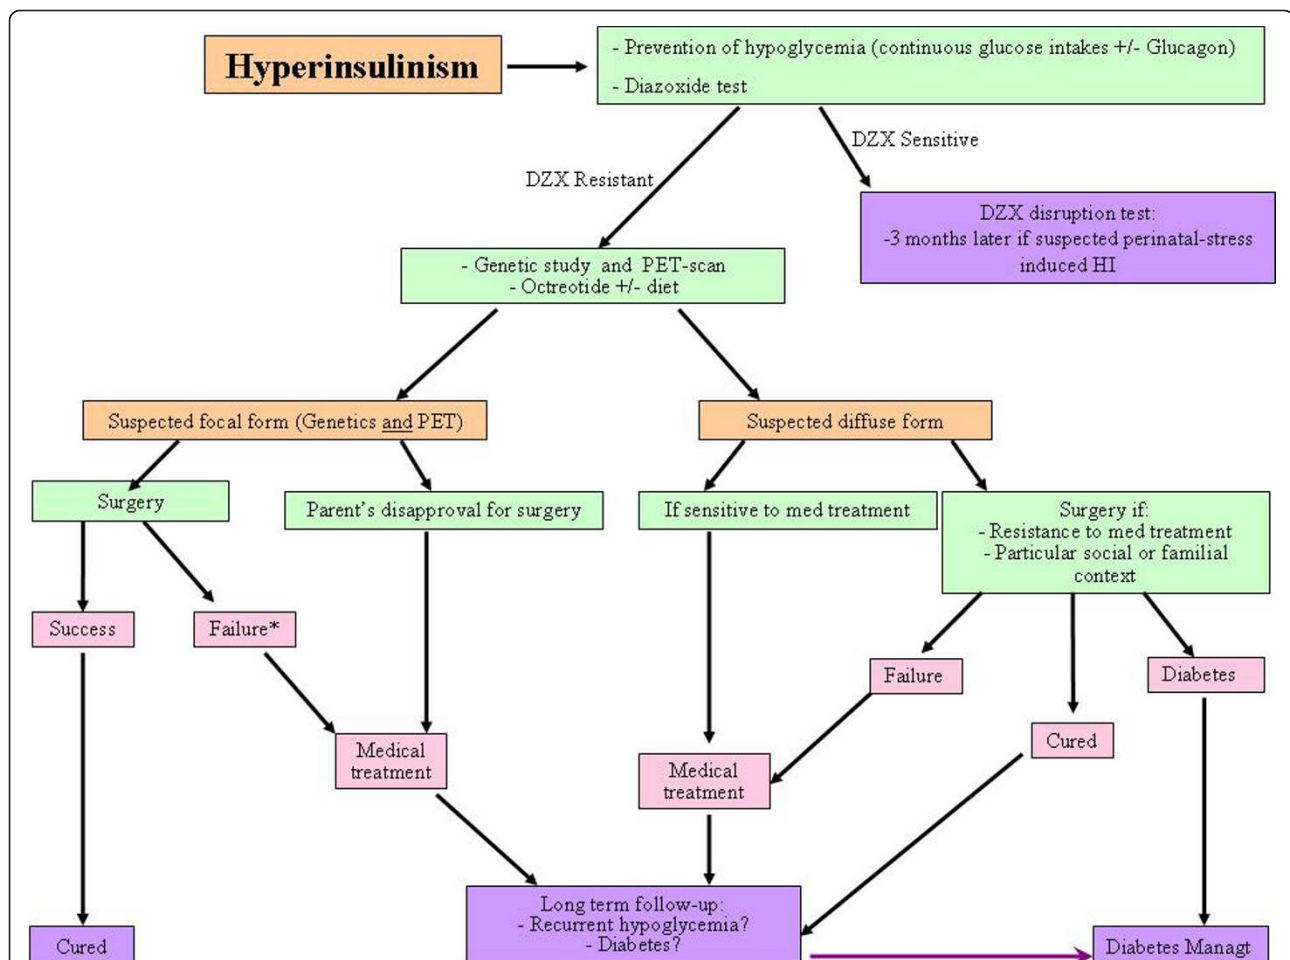 Hyperinsulinism
- Prevention of hypoglycemia (continuous glucose intakes +/- Glucagon)
- Diazoxide test
DZX Sensitive
DZX Resistant
DZX disruption test:
-3 months later if suspected perinatal-stress
induced HI
- Genetic study and PET-scan
- Octreotide +/- diet
Suspected focal form (Genetics and PET)
Suspected diffuse form
Surgery
Parent's disapproval for surgery
If sensitive to med treatment
Surgery if:
- Resistance to med treatment
- Particular social or familial
context
Success
Failure*
Failure
Diabetes
Medical
treatment
Cured
Medical
treatment
Long term follow-up:
- Recurrent hypoglycemia?
- Diabetes?
Cured
Diabetes Managt